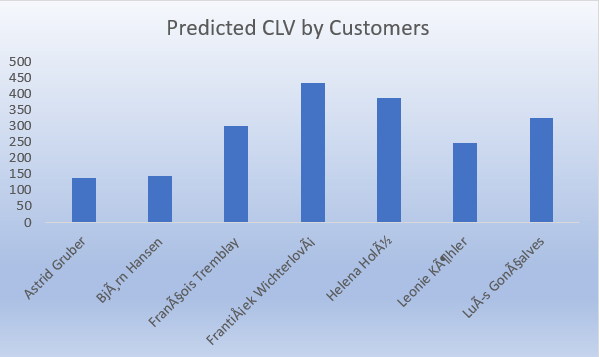 Predicted CLV by Customers
500
450
400
350
300
250
200
150
100
50
0
Astrid Gruber
BjÃ¸rn Hansen
FranÃ§ois Tremblay
FrantiÅ¡ek WichterlovÃ¡
Helena HolÃ½
Leonie KÃ¶hler
LuÃ­s GonÃ§alves